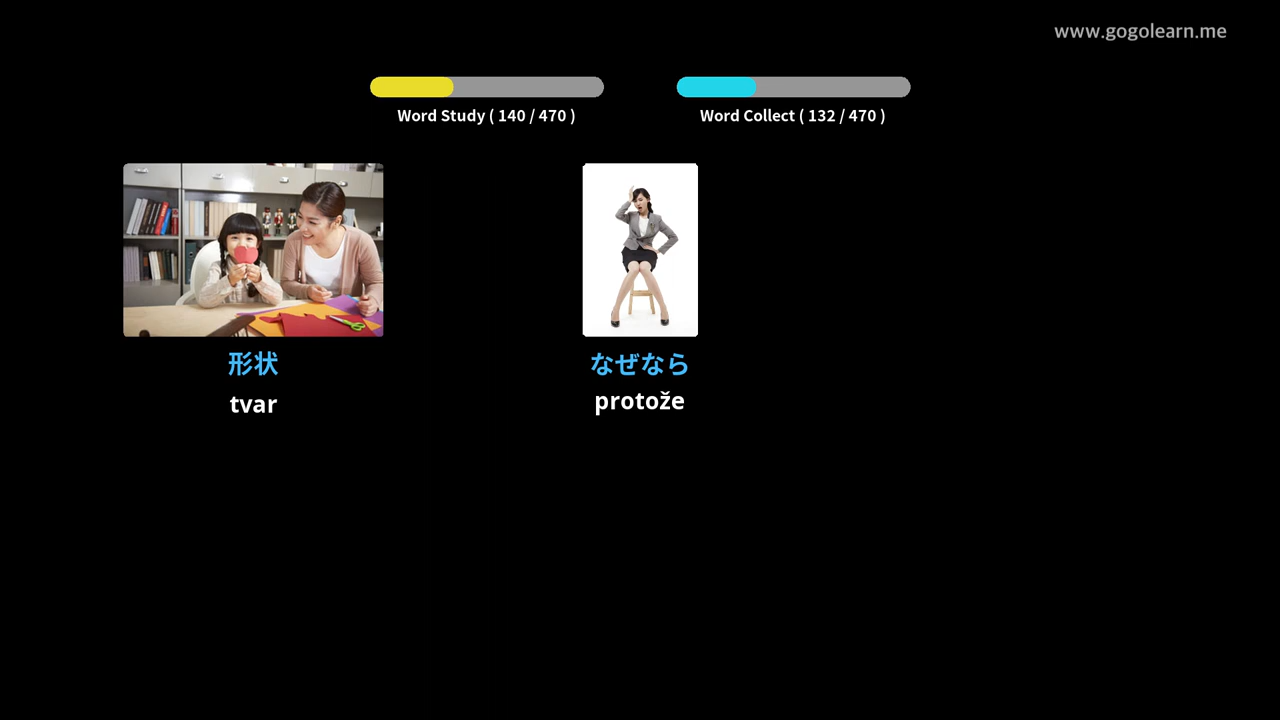 www.gogolearn.me
Word Study ( 140 / 470 )
Word Collect ( 132 / 470 )
形状
tvar
なぜなら
protože